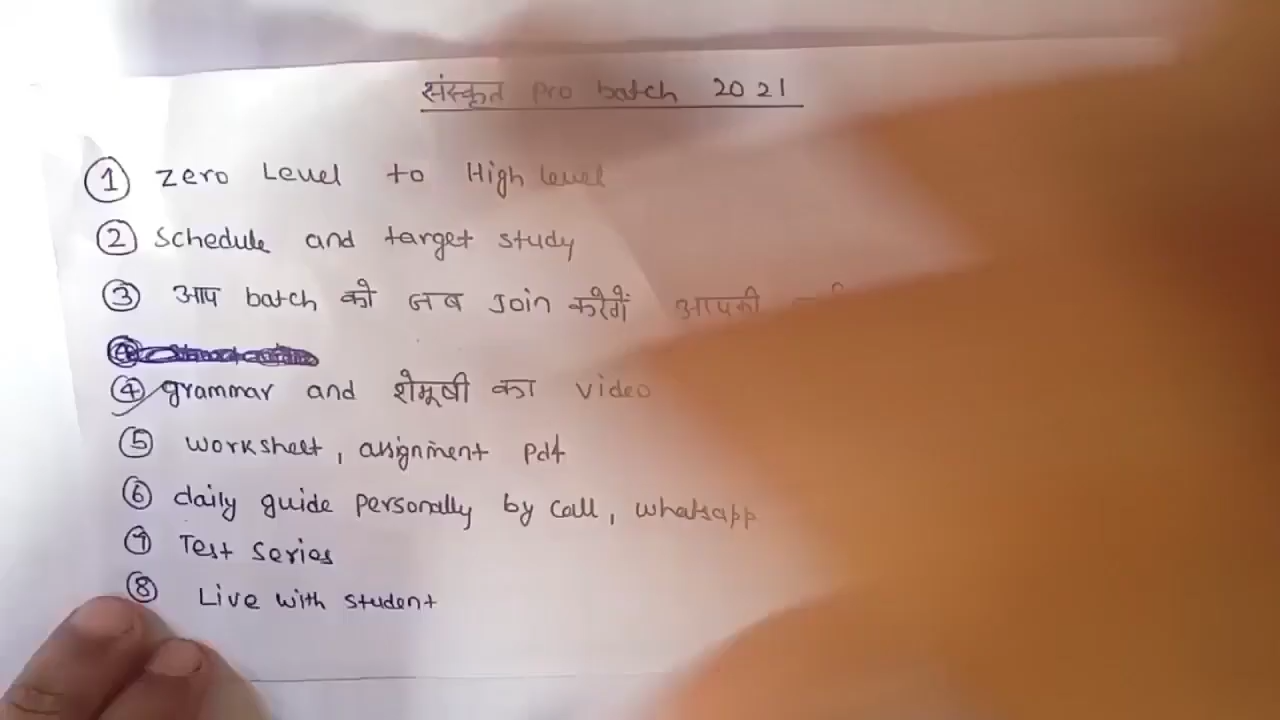 संस्कृत pro batch 2021
① Zero Level to High level
② Schedule and target study
③ आप batch को जब Join करेगें आपकी
④ grammar and शेमूषी का video
⑤ worksheet, assignment pdf
⑥ daily guide personally by call, whatsapp
⑦ Test Series
⑧ Live with student